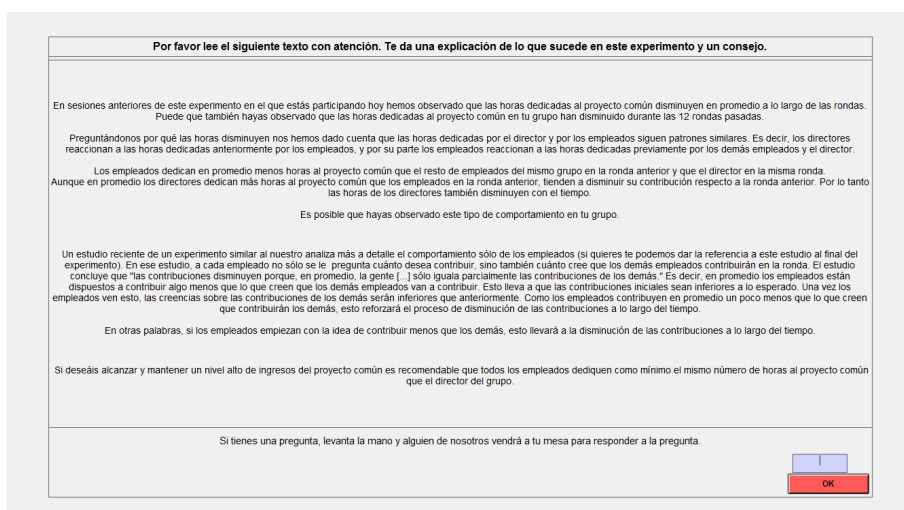 Por favor lee el siguiente texto con atención. Te da una explicación de lo que sucede en este experimento y un consejo.
En sesiones anteriores de este experimento en el que estás participando hoy hemos observado que las horas dedicadas al proyecto común disminuyen en promedio a lo largo de las rondas.
Puede que también hayas observado que las horas dedicadas al proyecto común en tu grupo han disminuido durante las 12 rondas pasadas.
Preguntándonos por qué las horas disminuyen nos hemos dado cuenta que las horas dedicadas por el director y por los empleados siguen patrones similares. Es decir, los directores
reaccionan a las horas dedicadas anteriormente por los empleados, y por su parte los empleados reaccionan a las horas dedicadas previamente por los demás empleados y el director.
Los empleados dedican en promedio menos horas al proyecto común que el resto de empleados del mismo grupo en la ronda anterior y que el director en la misma ronda.
Aunque en promedio los directores dedican más horas al proyecto común que los empleados en la ronda anterior, tienden a disminuir su contribución respecto a la ronda anterior. Por lo tanto
las horas de los directores también disminuyen con el tiempo.
Es posible que hayas observado este tipo de comportamiento en tu grupo.
Un estudio reciente de un experimento similar al nuestro analiza más a detalle el comportamiento sólo de los empleados (si quieres te podemos dar la referencia a este estudio al final del
experimento). En ese estudio, a cada empleado no sólo se le pregunta cuánto desea contribuir, sino también cuánto cree que los demás empleados contribuirán en la ronda. El estudio
concluye que "las contribuciones disminuyen porque, en promedio, la gente [...] sólo iguala parcialmente las contribuciones de los demás." Es decir, en promedio los empleados están
dispuestos a contribuir algo menos que lo que creen que los demás empleados van a contribuir. Esto lleva a que las contribuciones iniciales sean inferiores a lo esperado. Una vez los
empleados ven esto, las creencias sobre las contribuciones de los demás serán inferiores que anteriormente. Como los empleados contribuyen en promedio un poco menos que lo que creen
que contribuirán los demás, esto reforzará el proceso de disminución de las contribuciones a lo largo del tiempo.
En otras palabras, si los empleados empiezan con la idea de contribuir menos que los demás, esto llevará a la disminución de las contribuciones a lo largo del tiempo.
Si deseáis alcanzar y mantener un nivel alto de ingresos del proyecto común es recomendable que todos los empleados dediquen como mínimo el mismo número de horas al proyecto común
que el director del grupo.
Si tienes una pregunta, levanta la mano y alguien de nosotros vendrá a tu mesa para responder a la pregunta.
OK